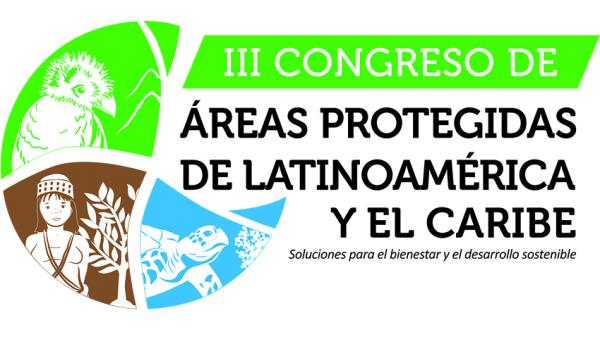 III CONGRESO DE
ÁREAS PROTEGIDAS
DE LATINOAMÉRICA
Y EL CARIBE
Soluciones para el bienestar y el desarrollo sostenible